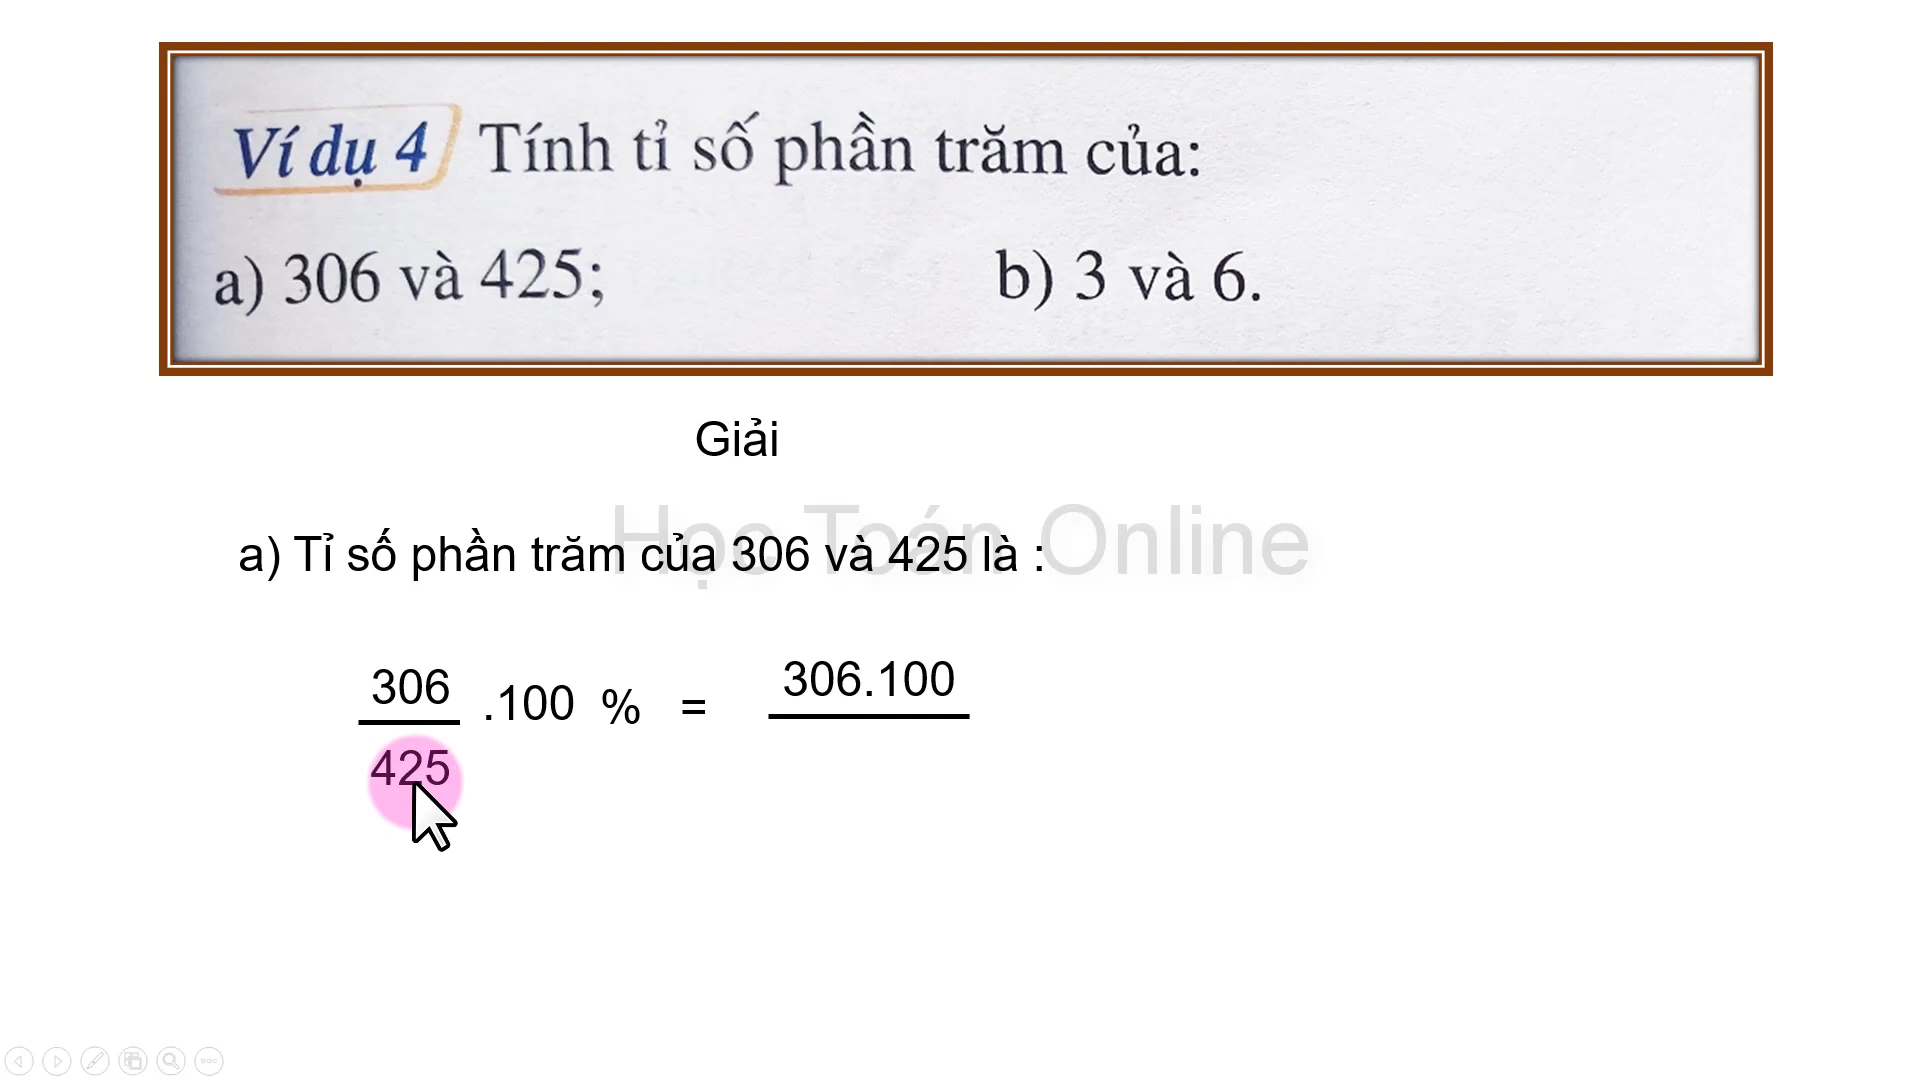 Ví dụ 4 Tính tỉ số phần trăm của:
a) 306 và 425; b) 3 và 6.
Giải
Học Toán Online
a) Tỉ số phần trăm của 306 và 425 là :
306 .100 % = 306.100
425